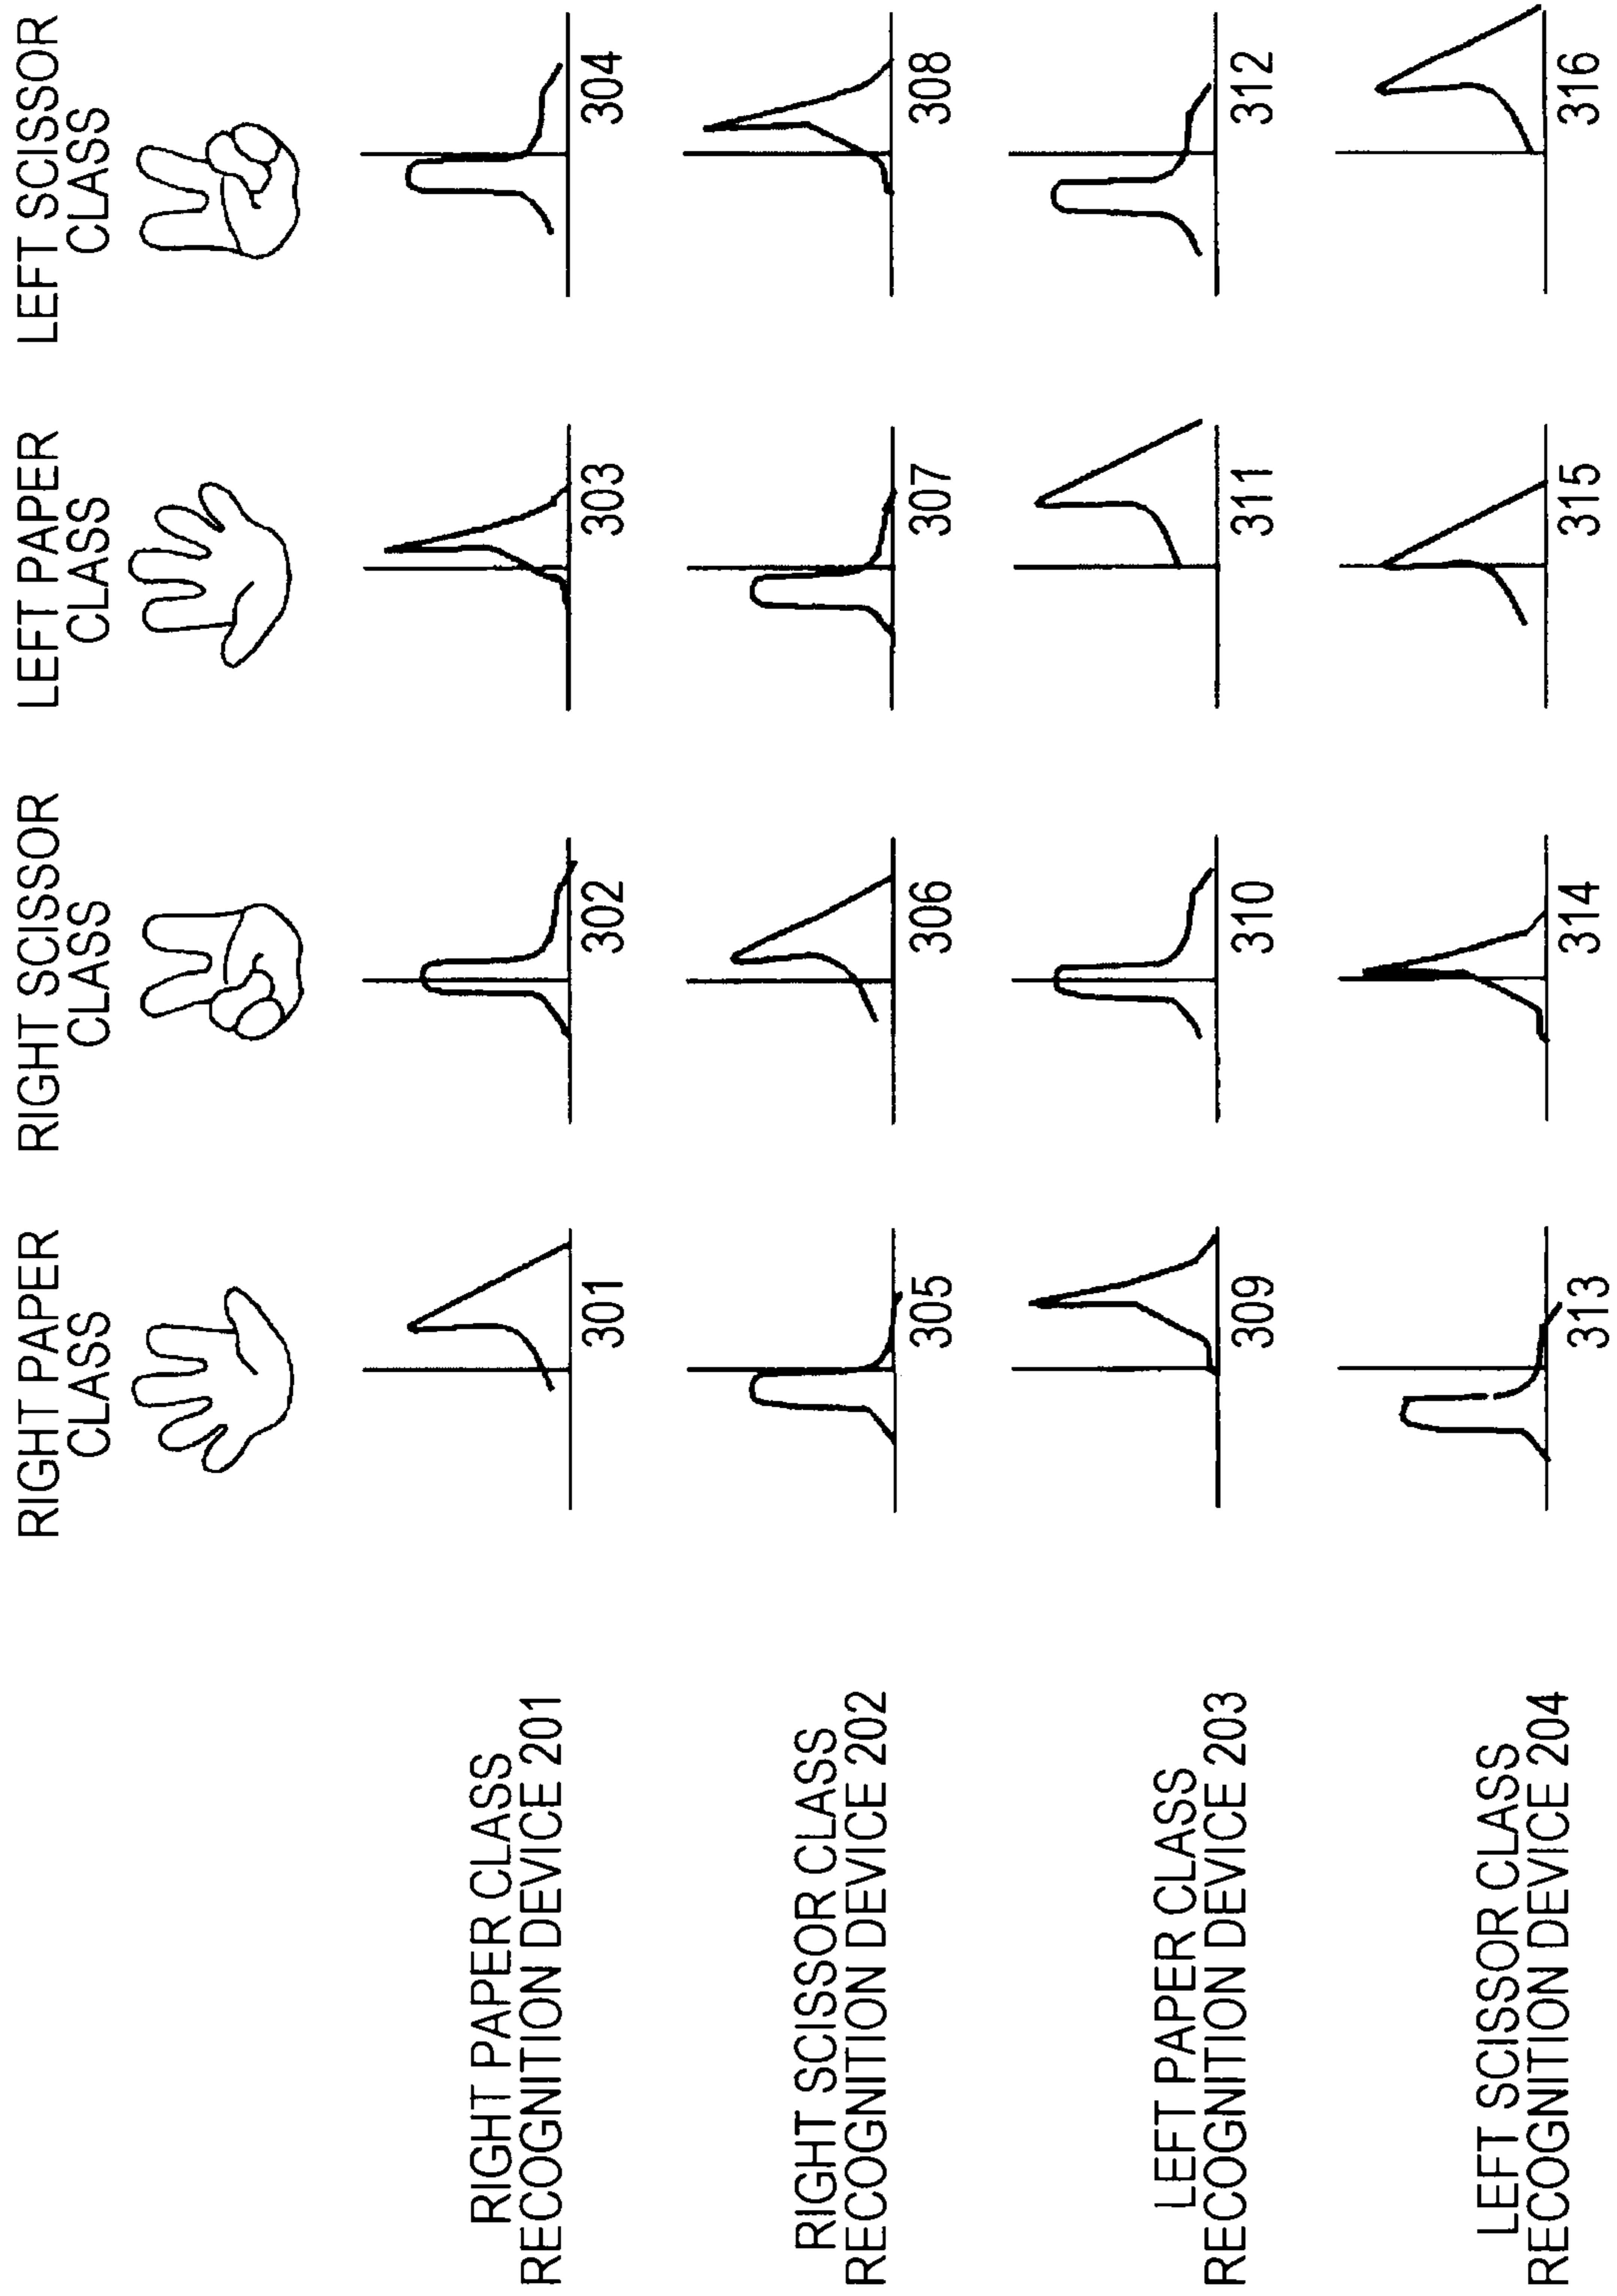 RIGHT PAPER
CLASS
RIGHT SCISSOR
CLASS
LEFT PAPER
CLASS
LEFT SCISSOR
CLASS
RIGHT PAPER CLASS
RECOGNITION DEVICE 201
301
302
303
304
RIGHT SCISSOR CLASS
RECOGNITION DEVICE 202
305
306
307
308
LEFT PAPER CLASS
RECOGNITION DEVICE 203
309
310
311
312
LEFT SCISSOR CLASS
RECOGNITION DEVICE 204
313
314
315
316